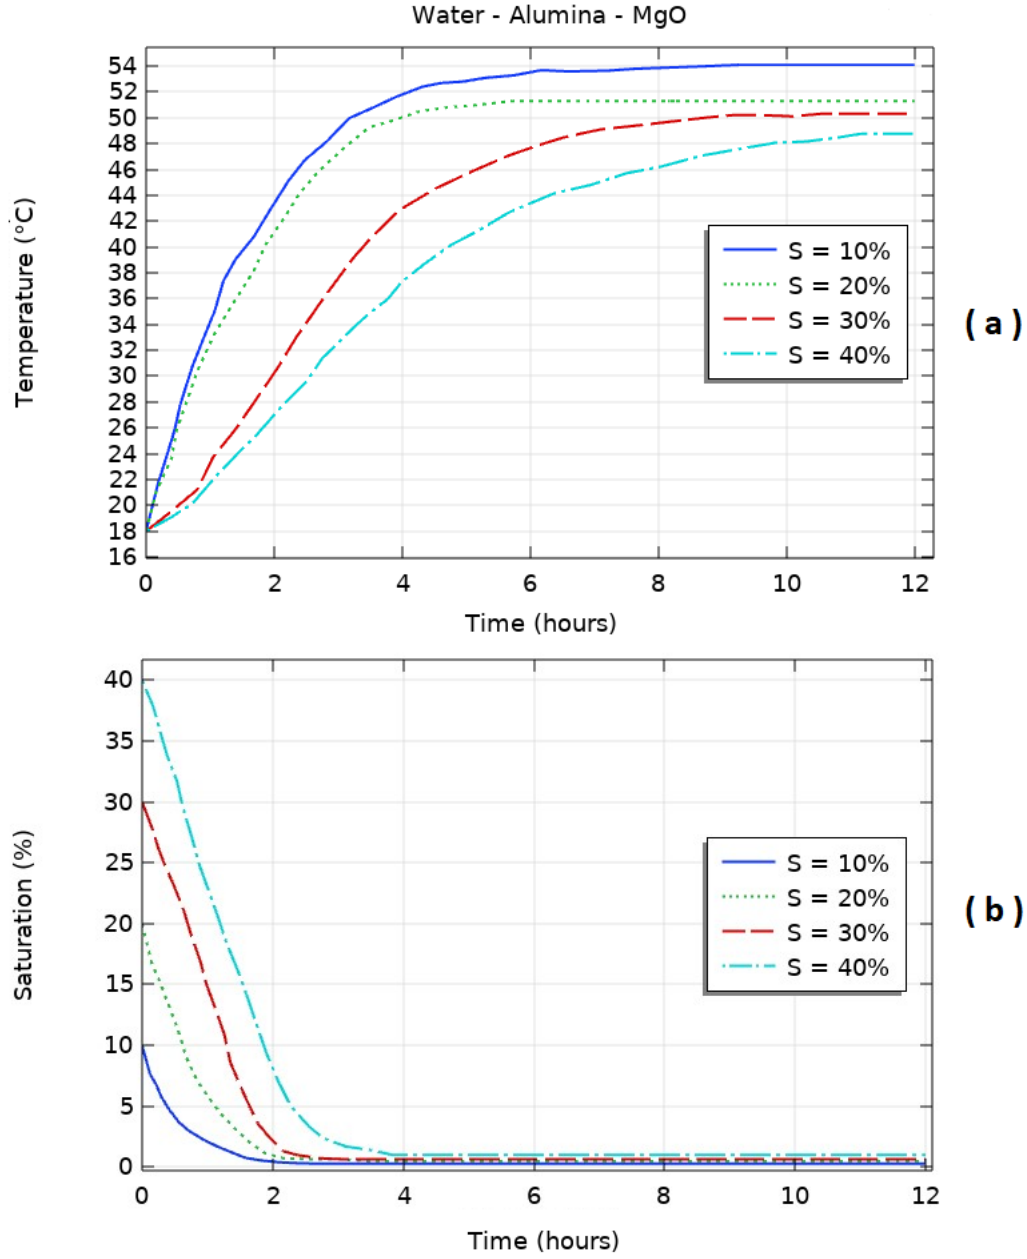 Water - Alumina - MgO
54
52
50
48
46
44
42
40
38
36
34
32
30
28
26
24
22
20
18
16
Temperature (°C)
0 2 4 6 8 10 12
Time (hours)
S = 10%
S = 20%
S = 30%
S = 40%
( a )
40
35
30
25
20
15
10
5
0
Saturation (%)
0 2 4 6 8 10 12
Time (hours)
S = 10%
S = 20%
S = 30%
S = 40%
( b )